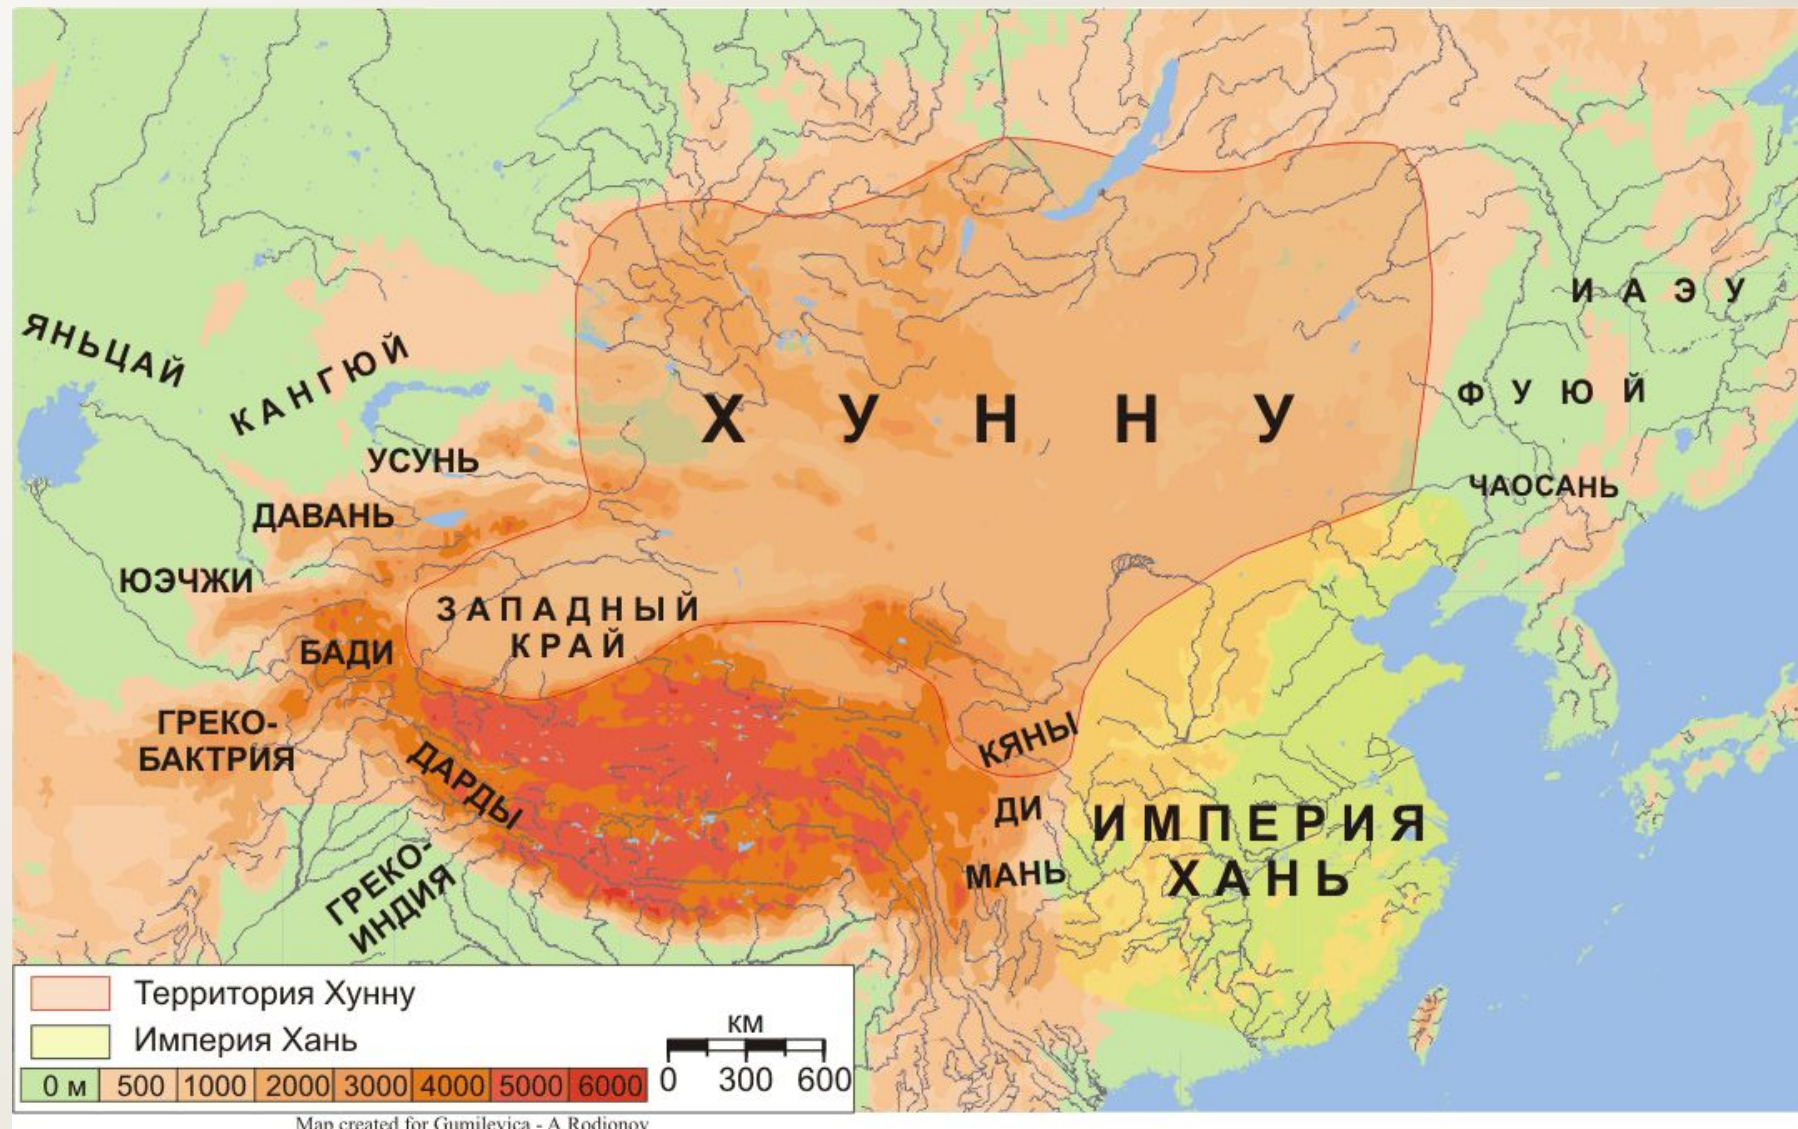 ИАЭУ
ЯНЬЦАЙ
КАНГЮЙ
ХУННУ
ФУЮЙ
УСУНЬ
ЧАОСАНЬ
ДАВАНЬ
ЮЭЧЖИ
ЗАПАДНЫЙ
КРАЙ
БАДИ
ГРЕКО-
БАКТРИЯ
КЯНЫ
ДАРДЫ
ДИ
ИМПЕРИЯ
ХАНЬ
МАНЬ
ГРЕКО-
ИНДИЯ
Территория Хунну
Империя Хань
км
0 300 600
0 м 500 1000 2000 3000 4000 5000 6000
Map created for Gumilevica - A Rodionov